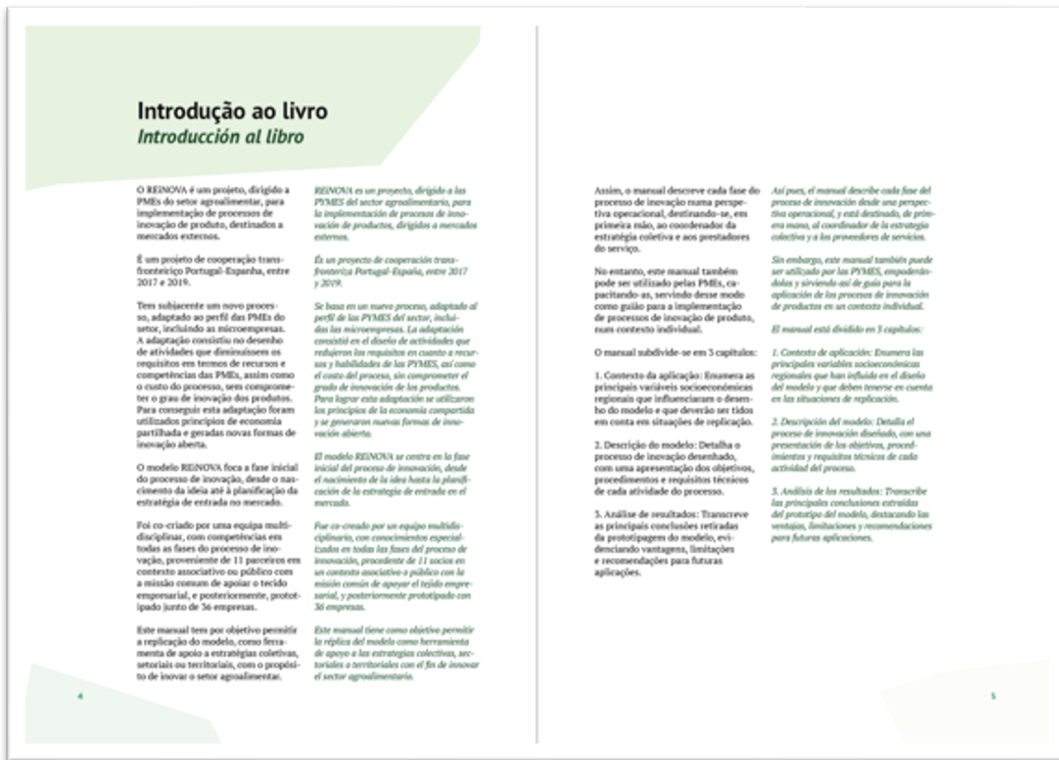 Introdução ao livro
Introducción al libro
O REINOVA é um projeto, dirigido a
PMEs do setor agroalimentar, para
implementação de processos de
inovação de produto, destinados a
mercados externos.
É um projeto de cooperação trans-
fronteiriço Portugal-Espanha, entre
2017 e 2019.
Tem subjacente um novo proces-
so, adaptado ao perfil das PMEs do
setor, incluindo as microempresas.
A adaptação consistiu no desenho
de atividades que diminuíssem os
requisitos em termos de recursos e
competências das PMEs, assim como
o custo do processo, sem comprome-
ter o grau de inovação dos produtos.
Para conseguir esta adaptação foram
utilizados princípios de economia
partilhada e geradas novas formas de
inovação aberta.
O modelo REINOVA foca a fase inicial
do processo de inovação, desde o nas-
cimento da ideia até à planificação da
estratégia de entrada no mercado.
Foi co-criado por uma equipa multi-
disciplinar, com competências em
todas as fases do processo de ino-
vação, proveniente de 11 parceiros em
contexto associativo ou público com
a missão comum de apoiar o tecido
empresarial, e posteriormente, protot-
ipado junto de 36 empresas.
Este manual tem por objetivo permitir
a replicação do modelo, como ferra-
menta de apoio a estratégias coletivas,
setoriais ou territoriais, com o propósi-
to de inovar o setor agroalimentar.
REINOVA es un proyecto, dirigido a las
PYMES del sector agroalimentario, para
la implementación de procesos de inno-
vación de productos, dirigidos a mercados
externos.
És un proyecto de cooperación trans-
fronteriza Portugal-España, entre 2017
y 2019.
Se basa en un nuevo proceso, adaptado al
perfil de las PYMES del sector, inclui-
das las microempresas. La adaptación
consistió en el diseño de actividades que
redujeron los requisitos en cuanto a recur-
sos y habilidades de las PYMES, así como
el costo del proceso, sin comprometer el
grado de innovación de los productos.
Para lograr esta adaptación se utilizaron
los principios de la economía compartida
y se generaron nuevas formas de inno-
vación abierta.
El modelo REINOVA se centra en la fase
inicial del proceso de innovación, desde
el nacimiento de la idea hasta la planifi-
cación de la estrategia de entrada en el
mercado.
Fue co-creado por un equipo multidis-
ciplinario, con conocimientos especial-
izados en todas las fases del proceso de
innovación, procedente de 11 socios en
un contexto asociativo o público con la
misión común de apoyar el tejido empre-
sarial, y posteriormente prototipado con
36 empresas.
Este manual tiene como objetivo permitir
la réplica del modelo como herramienta
de apoyo a las estrategias colectivas, sec-
toriales o territoriales con el fin de innovar
el sector agroalimentario.
4
Assim, o manual descreve cada fase do
processo de inovação numa perspe-
tiva operacional, destinando-se, em
primeira mão, ao coordenador da
estratégia coletiva e aos prestadores
do serviço.
No entanto, este manual também
pode ser utilizado pelas PMEs, ca-
pacitando-as, servindo desse modo
como guião para a implementação
de processos de inovação de produto,
num contexto individual.
O manual subdivide-se em 3 capítulos:
1. Contexto da aplicação: Enumera as
principais variáveis socioeconómicas
regionais que influenciaram o desen-
ho do modelo e que deverão ser tidos
em conta em situações de replicação.
2. Descrição do modelo: Detalha o
processo de inovação desenhado,
com uma apresentação dos objetivos,
procedimentos e requisitos técnicos
de cada atividade do processo.
3. Análise de resultados: Transcreve
as principais conclusões retiradas
da prototipagem do modelo, evi-
denciando vantagens, limitações
e recomendações para futuras
aplicações.
Así pues, el manual describe cada fase del
proceso de innovación desde una perspec-
tiva operacional, y está destinado, de prim-
era mano, al coordinador de la estrategia
colectiva y a los proveedores de servicios.
Sin embargo, este manual también puede
ser utilizado por las PYMES, empoderán-
dolas y sirviendo así de guía para la
aplicación de los procesos de innovación
de productos en un contexto individual.
El manual está dividido en 3 capítulos:
1. Contexto de aplicación: Enumera las
principales variables socioeconómicas
regionales que han influido en el diseño
del modelo y que deben tenerse en cuenta
en las situaciones de replicación.
2. Descripción del modelo: Detalla el
proceso de innovación diseñado, con una
presentación de los objetivos, proced-
imientos y requisitos técnicos de cada
actividad del proceso.
3. Análisis de los resultados: Transcribe
las principales conclusiones extraídas
del prototipo del modelo, destacando las
ventajas, limitaciones y recomendaciones
para futuras aplicaciones.
5